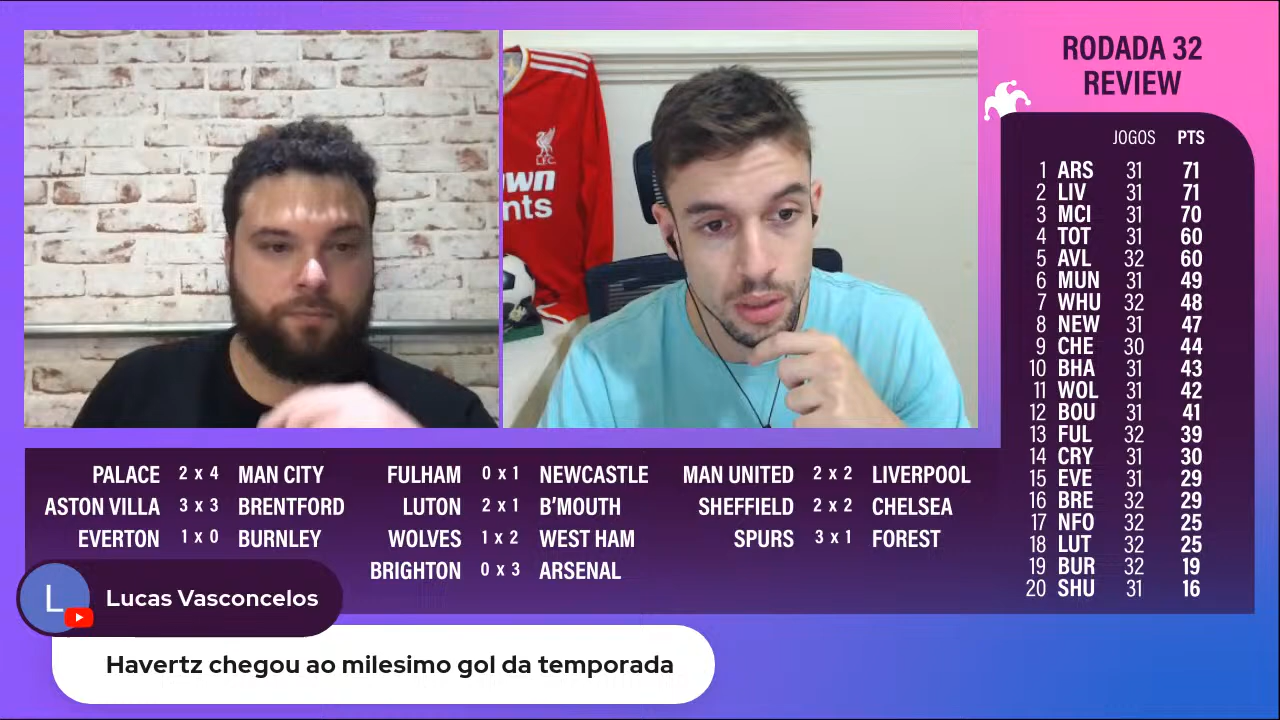 RODADA 32
REVIEW
JOGOS PTS
1 ARS 31 71
2 LIV 31 71
3 MCI 31 70
4 TOT 31 60
5 AVL 32 60
6 MUN 31 49
7 WHU 32 48
8 NEW 31 47
9 CHE 30 44
10 BHA 31 43
11 WOL 31 42
12 BOU 31 41
13 FUL 32 39
14 CRY 31 30
15 EVE 31 29
16 BRE 32 29
17 NFO 32 25
18 LUT 32 25
19 BUR 32 19
20 SHU 31 16
L.F.C.
wn
nts
PALACE 2 x 4 MAN CITY
ASTON VILLA 3 x 3 BRENTFORD
EVERTON 1 x 0 BURNLEY
FULHAM 0 x 1 NEWCASTLE
LUTON 2 x 1 B'MOUTH
WOLVES 1 x 2 WEST HAM
BRIGHTON 0 x 3 ARSENAL
MAN UNITED 2 x 2 LIVERPOOL
SHEFFIELD 2 x 2 CHELSEA
SPURS 3 x 1 FOREST
L
Lucas Vasconcelos
Havertz chegou ao milesimo gol da temporada